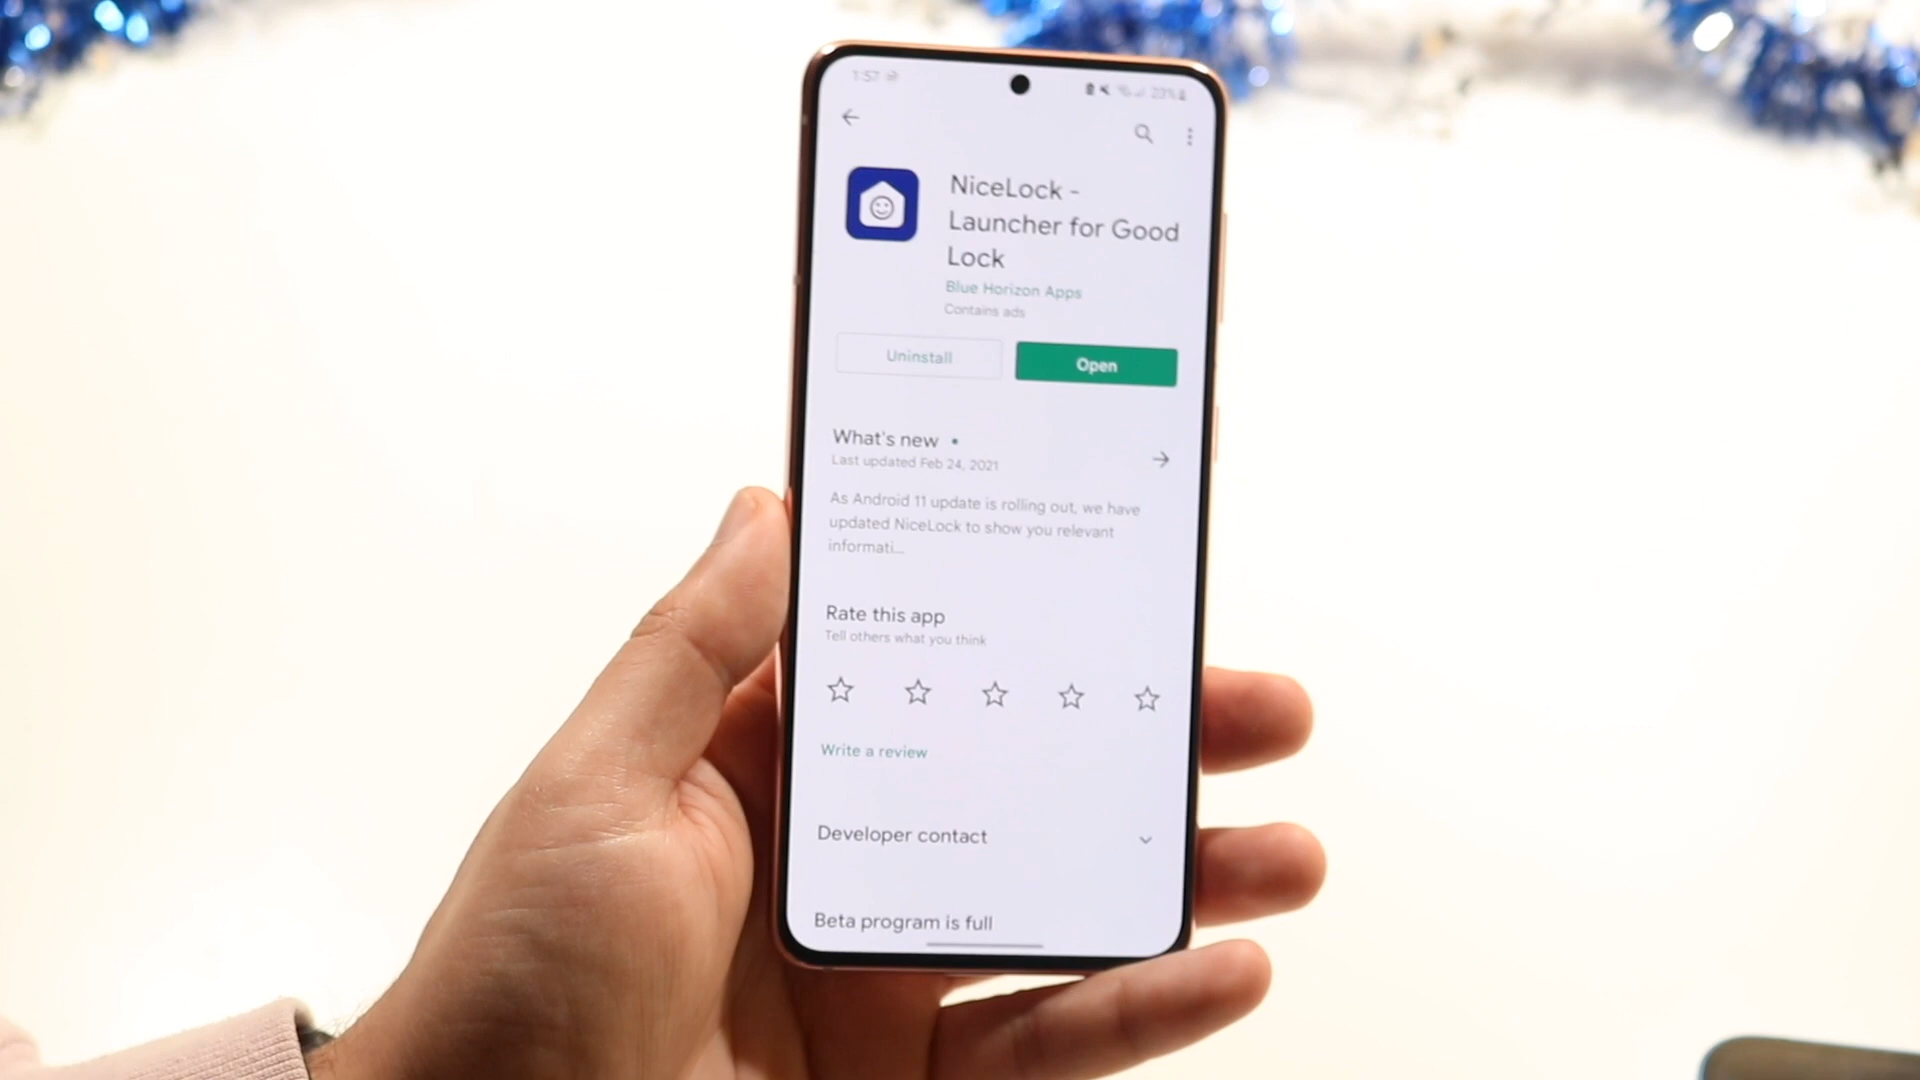 1:57
23%
NiceLock -
Launcher for Good
Lock
Blue Horizon Apps
Contains ads
Uninstall
Open
What's new •
Last updated Feb 24, 2021
As Android 11 update is rolling out, we have
updated NiceLock to show you relevant
informati...
Rate this app
Tell others what you think
Write a review
Developer contact
Beta program is full